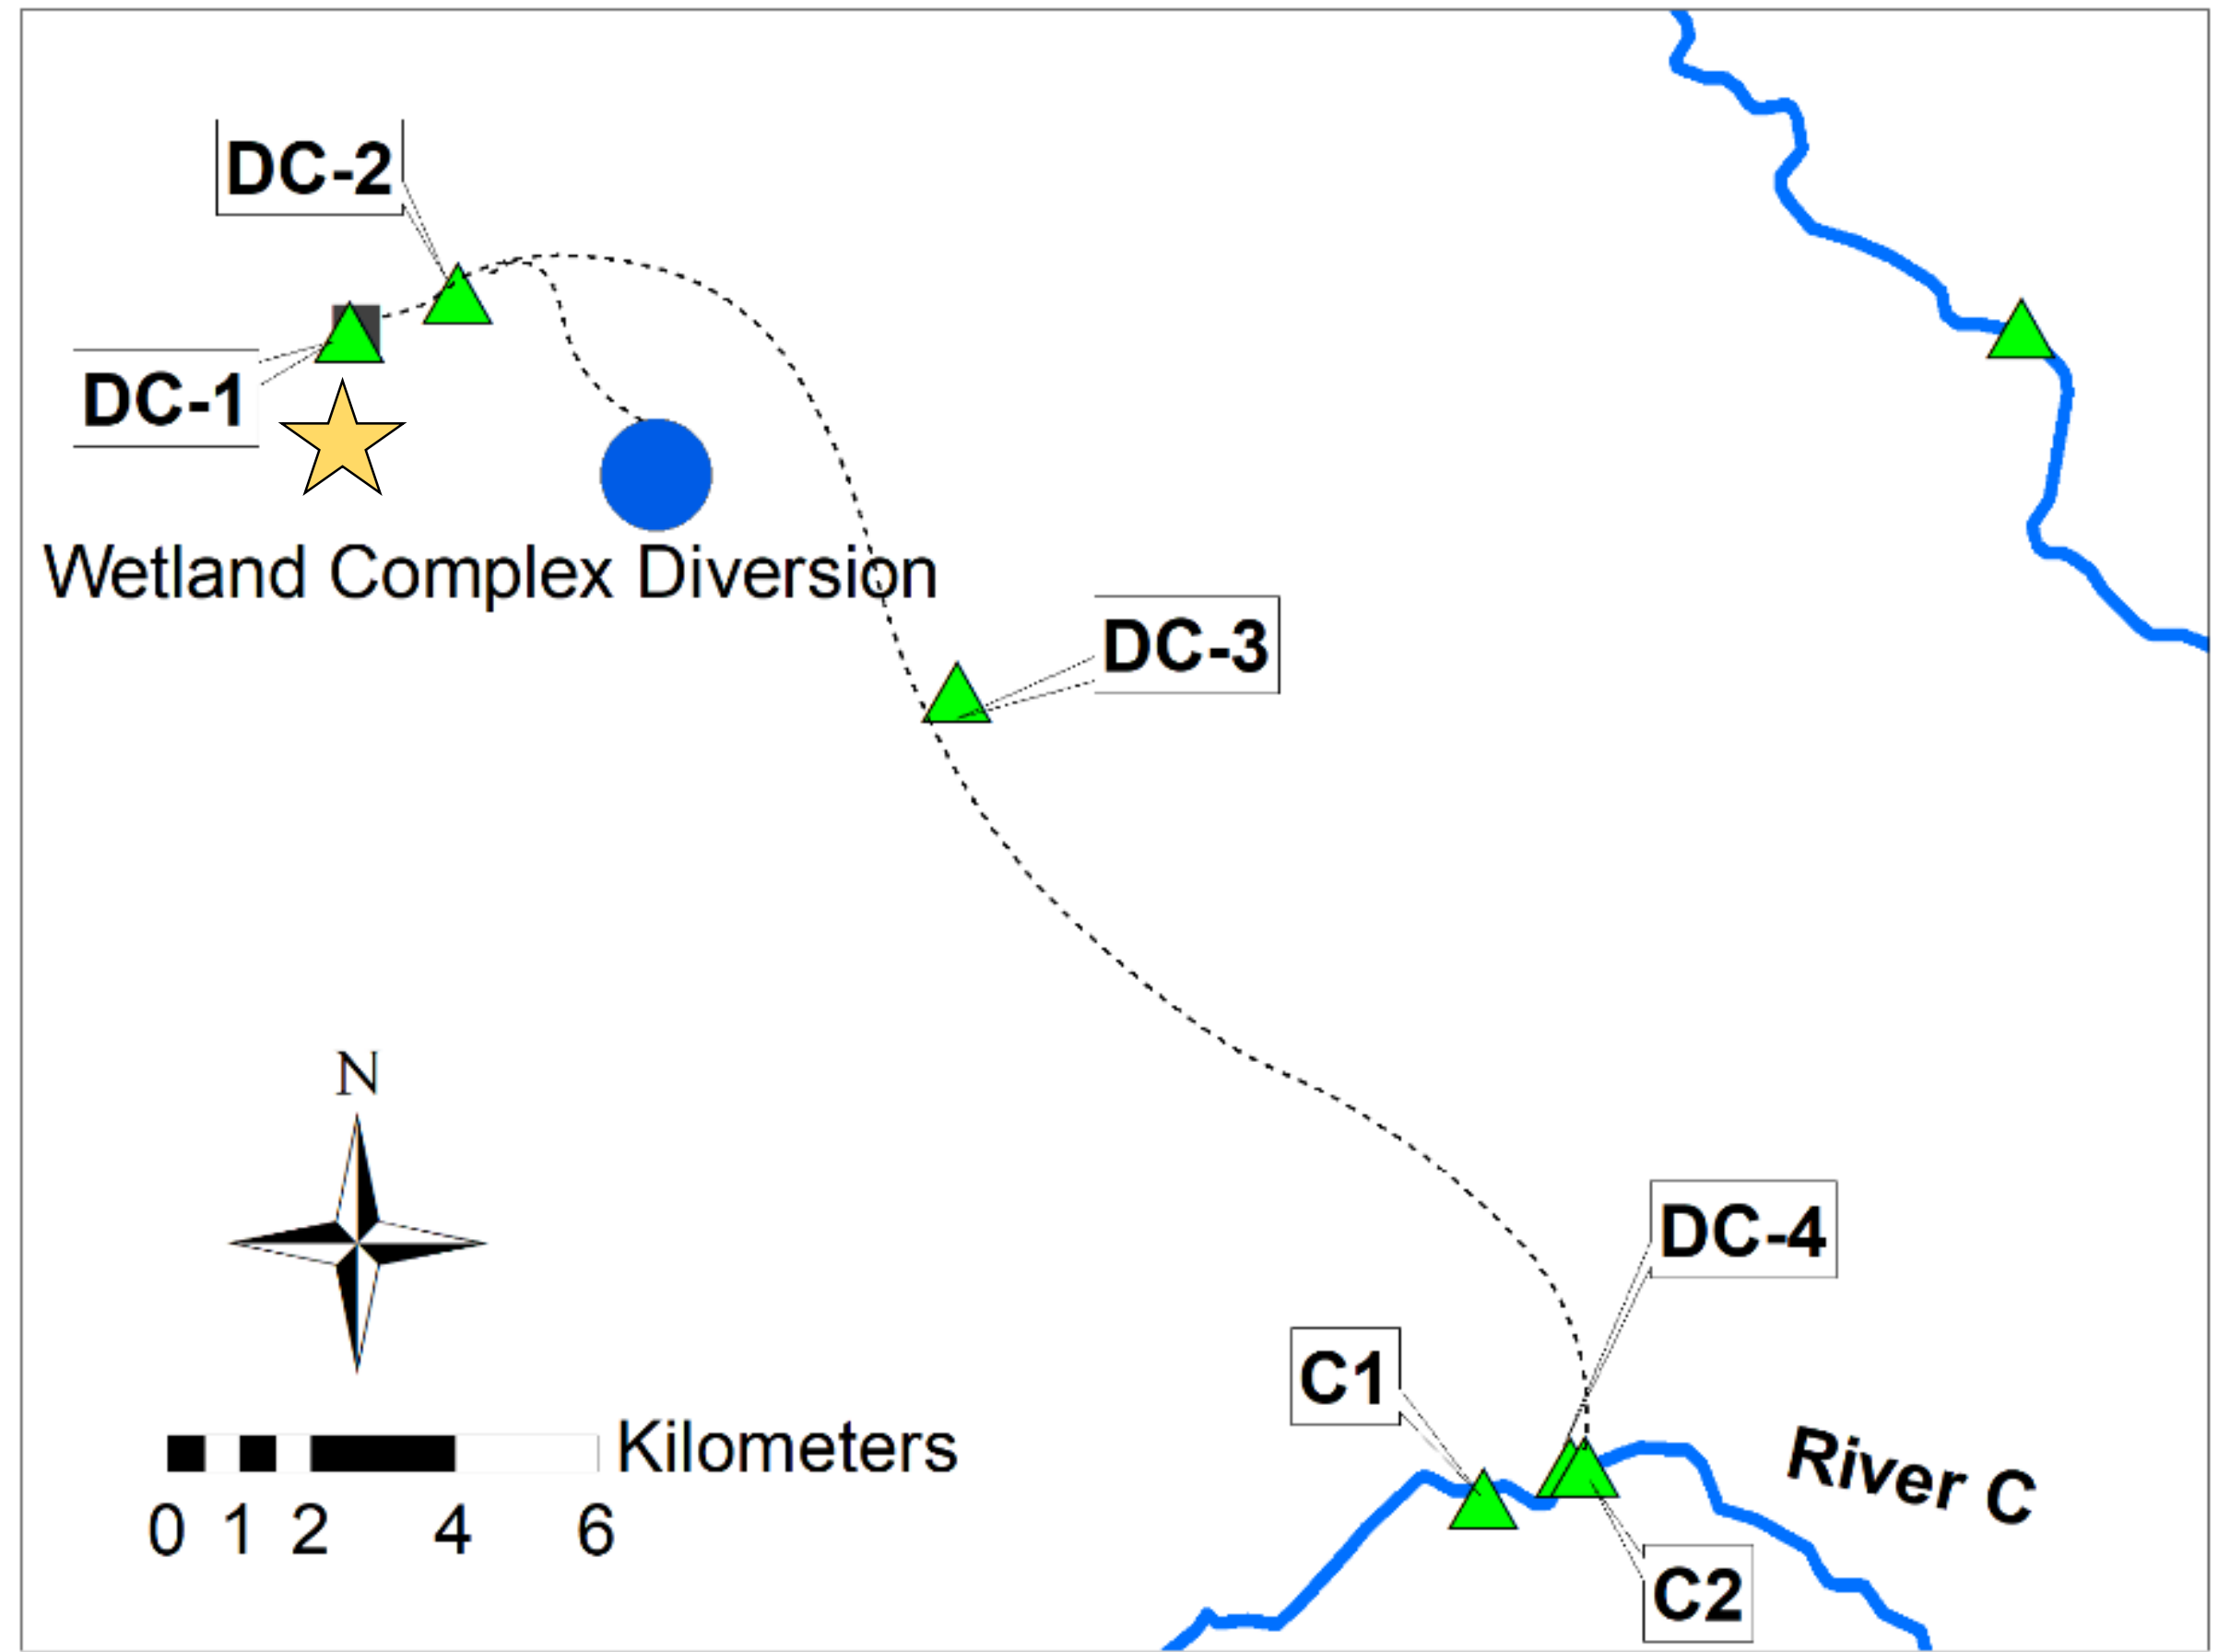 DC-2
DC-1
Wetland Complex Diversion
DC-3
N
DC-4
C1
River C
Kilometers
0 1 2 4 6
C2